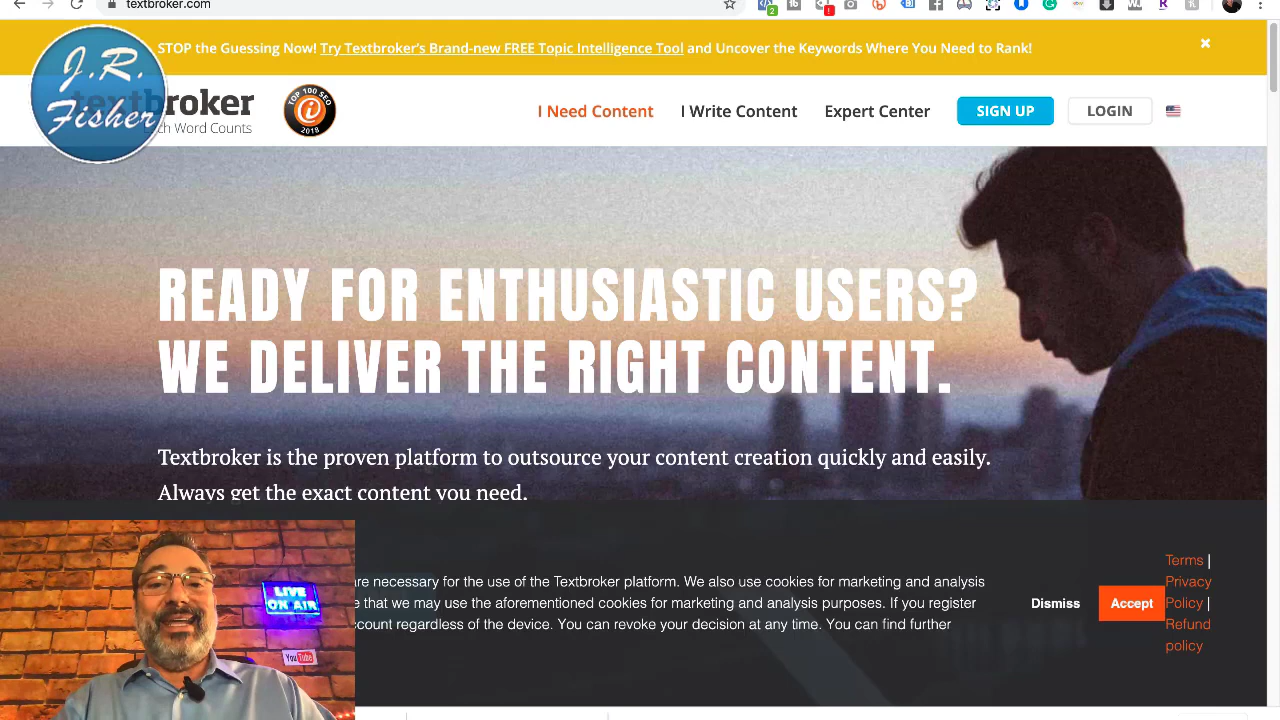 textbroker.com
STOP the Guessing Now! Try Textbroker's Brand-new FREE Topic Intelligence Tool and Uncover the Keywords Where You Need to Rank!
J.R.
Fisher
textbroker
Each Word Counts
TOP 100 SEO
2018
I Need Content
I Write Content
Expert Center
SIGN UP
LOGIN
READY FOR ENTHUSIASTIC USERS?
WE DELIVER THE RIGHT CONTENT.
Textbroker is the proven platform to outsource your content creation quickly and easily.
Always get the exact content you need.
are necessary for the use of the Textbroker platform. We also use cookies for marketing and analysis
e that we may use the aforementioned cookies for marketing and analysis purposes. If you register
count regardless of the device. You can revoke your decision at any time. You can find further
Dismiss
Accept
Terms |
Privacy
Policy |
Refund
policy
LIVE
ON AIR
YouTube